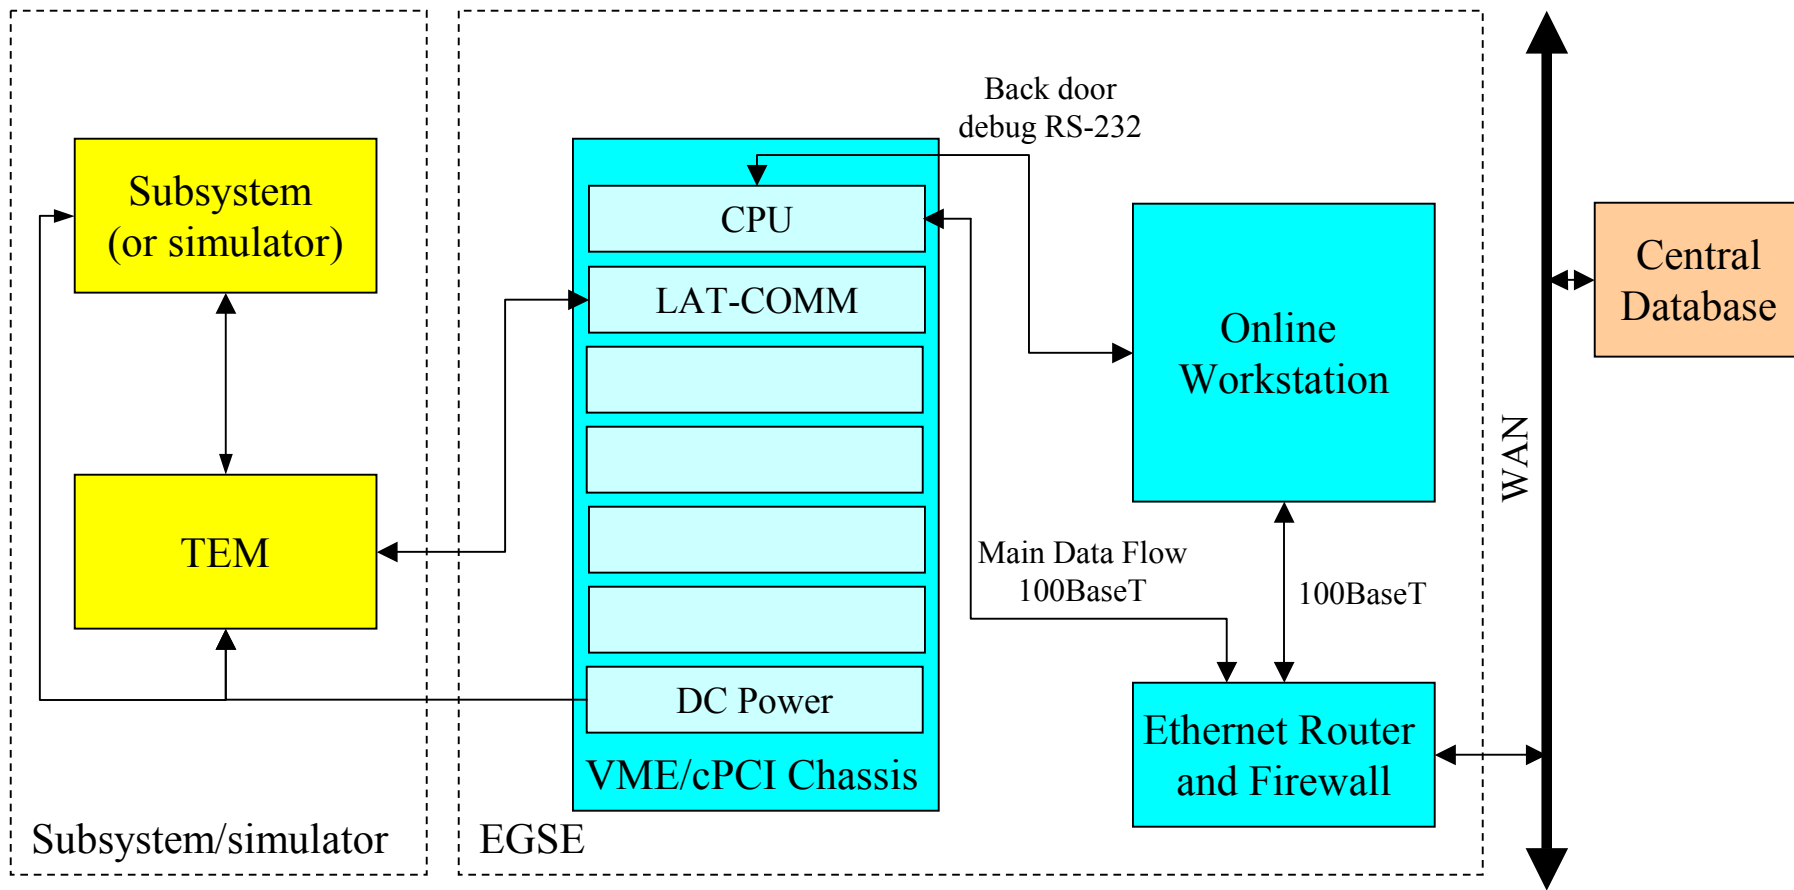 Back door
debug RS-232
Subsystem
(or simulator)
CPU
LAT-COMM
Online
Workstation
Central
Database
WAN
TEM
Main Data Flow
100BaseT
100BaseT
DC Power
VME/cPCI Chassis
Ethernet Router
and Firewall
Subsystem/simulator
EGSE